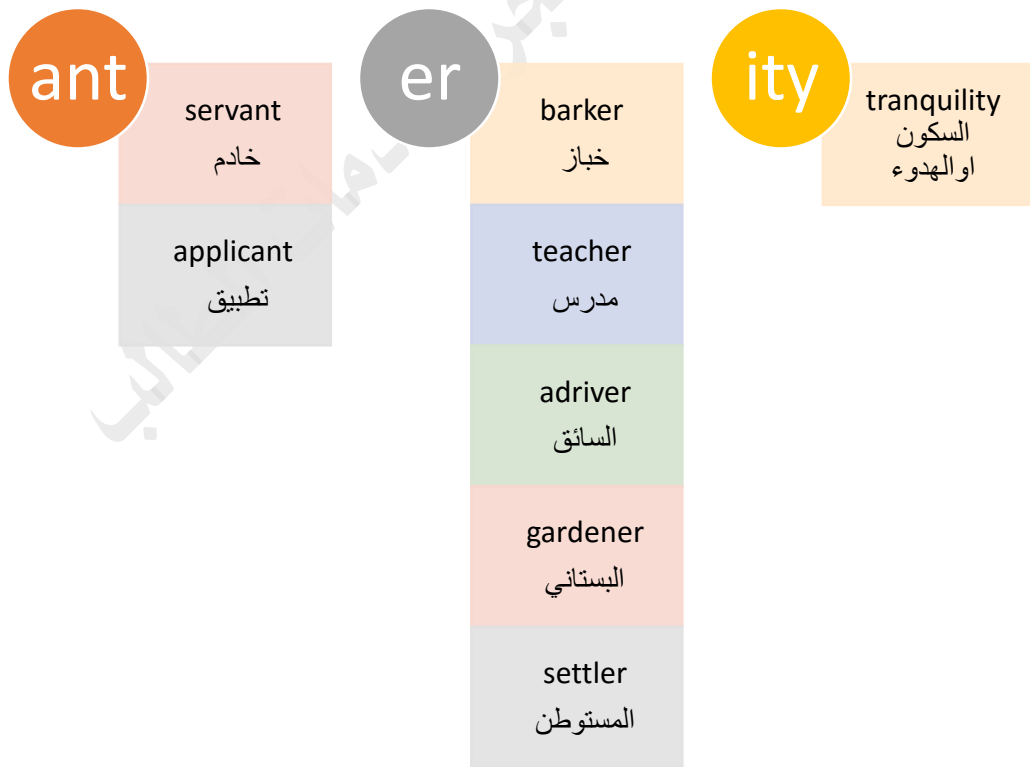 ant
servant
خادم
applicant
تطبيق
er
barker
خباز
teacher
مدرس
adriver
السائق
gardener
البستاني
settler
المستوطن
ity
tranquility
السكون
اوالهدوء